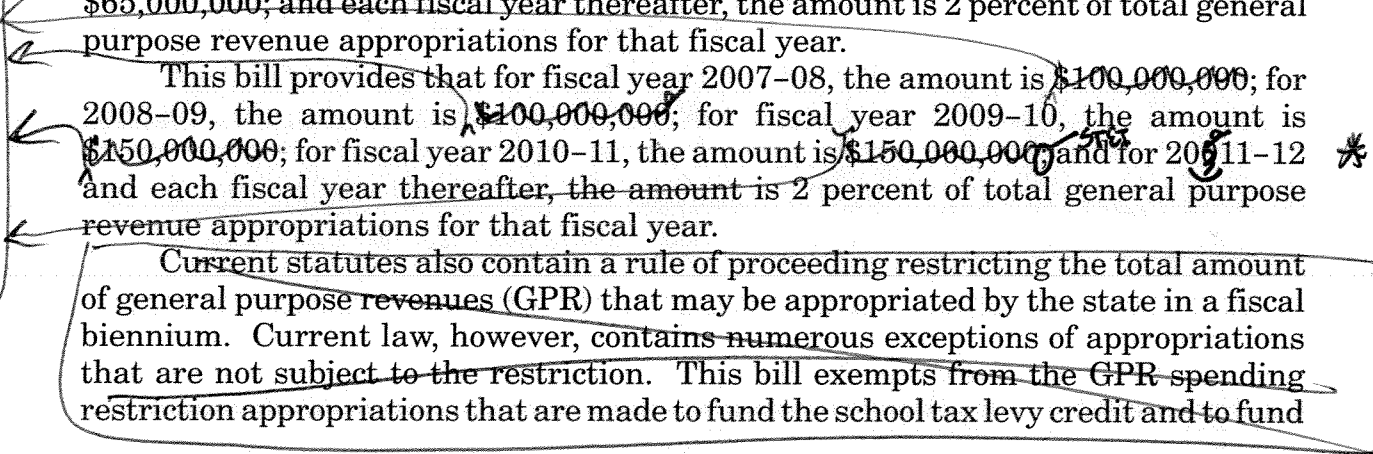 $65,000,000; and each fiscal year thereafter, the amount is 2 percent of total general
purpose revenue appropriations for that fiscal year.
This bill provides that for fiscal year 2007–08, the amount is $100,000,000; for
2008–09, the amount is $100,000,000; for fiscal year 2009–10, the amount is
$150,000,000; for fiscal year 2010–11, the amount is $150,000,000; and for 2011–12
STET
and each fiscal year thereafter, the amount is 2 percent of total general purpose
revenue appropriations for that fiscal year.
Current statutes also contain a rule of proceeding restricting the total amount
of general purpose revenues (GPR) that may be appropriated by the state in a fiscal
biennium. Current law, however, contains numerous exceptions of appropriations
that are not subject to the restriction. This bill exempts from the GPR spending
restriction appropriations that are made to fund the school tax levy credit and to fund